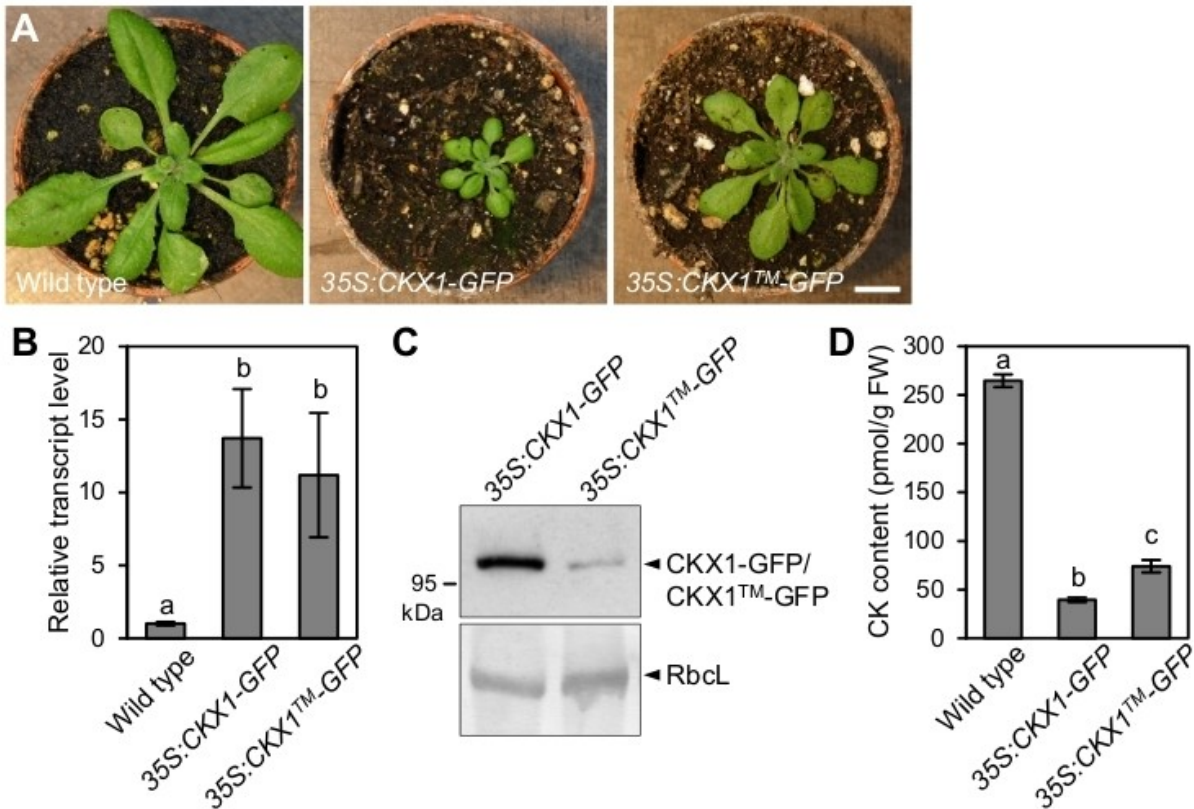 A
Wild type
35S:CKX1-GFP
35S:CKX1ᵀᴹ-GFP
B
Relative transcript level
20
15
10
5
0
a
b
b
Wild type
35S:CKX1-GFP
35S:CKX1ᵀᴹ-GFP
C
35S:CKX1-GFP
35S:CKX1ᵀᴹ-GFP
95
kDa
CKX1-GFP/
CKX1ᵀᴹ-GFP
RbcL
D
CK content (pmol/g FW)
300
250
200
150
100
50
0
a
b
c
Wild type
35S:CKX1-GFP
35S:CKX1ᵀᴹ-GFP